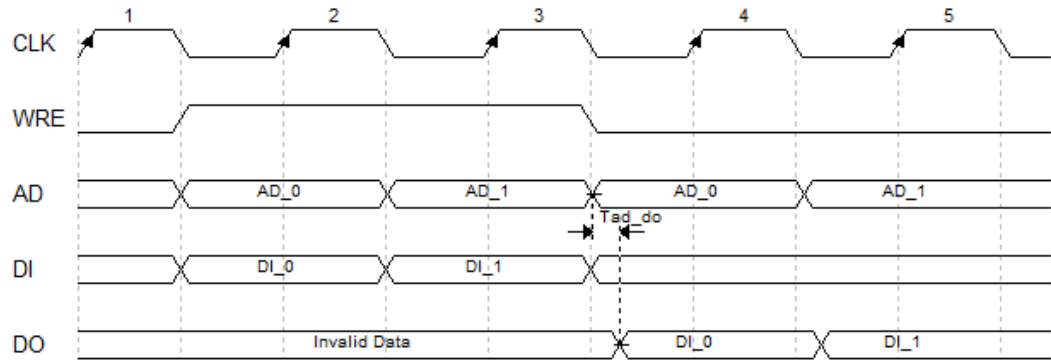 1 2 3 4 5
CLK
WRE
AD AD_0 AD_1 AD_0 AD_1
Tad_do
DI DI_0 DI_1
DO Invalid Data DI_0 DI_1